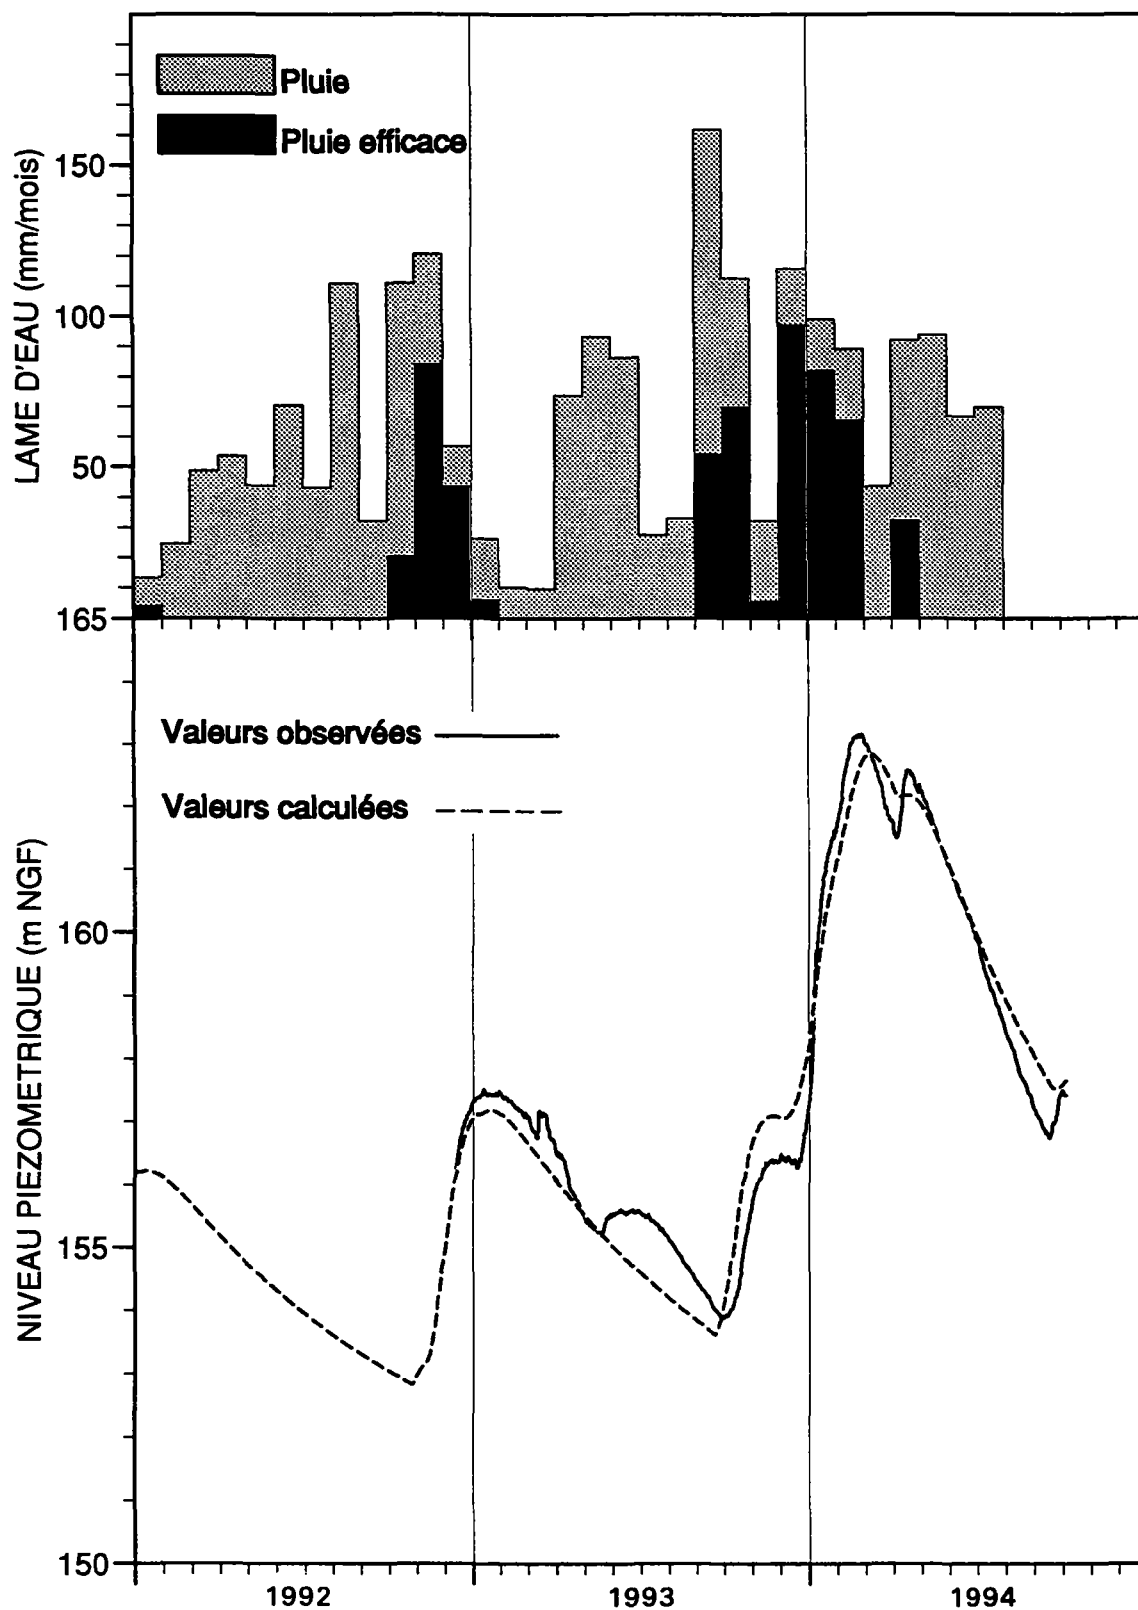 Pluie
Pluie efficace
LAME D'EAU (mm/mois)
150
100
50
165
Valeurs observées
Valeurs calculées
NIVEAU PIEZOMETRIQUE (m NGF)
160
155
150
1992
1993
1994